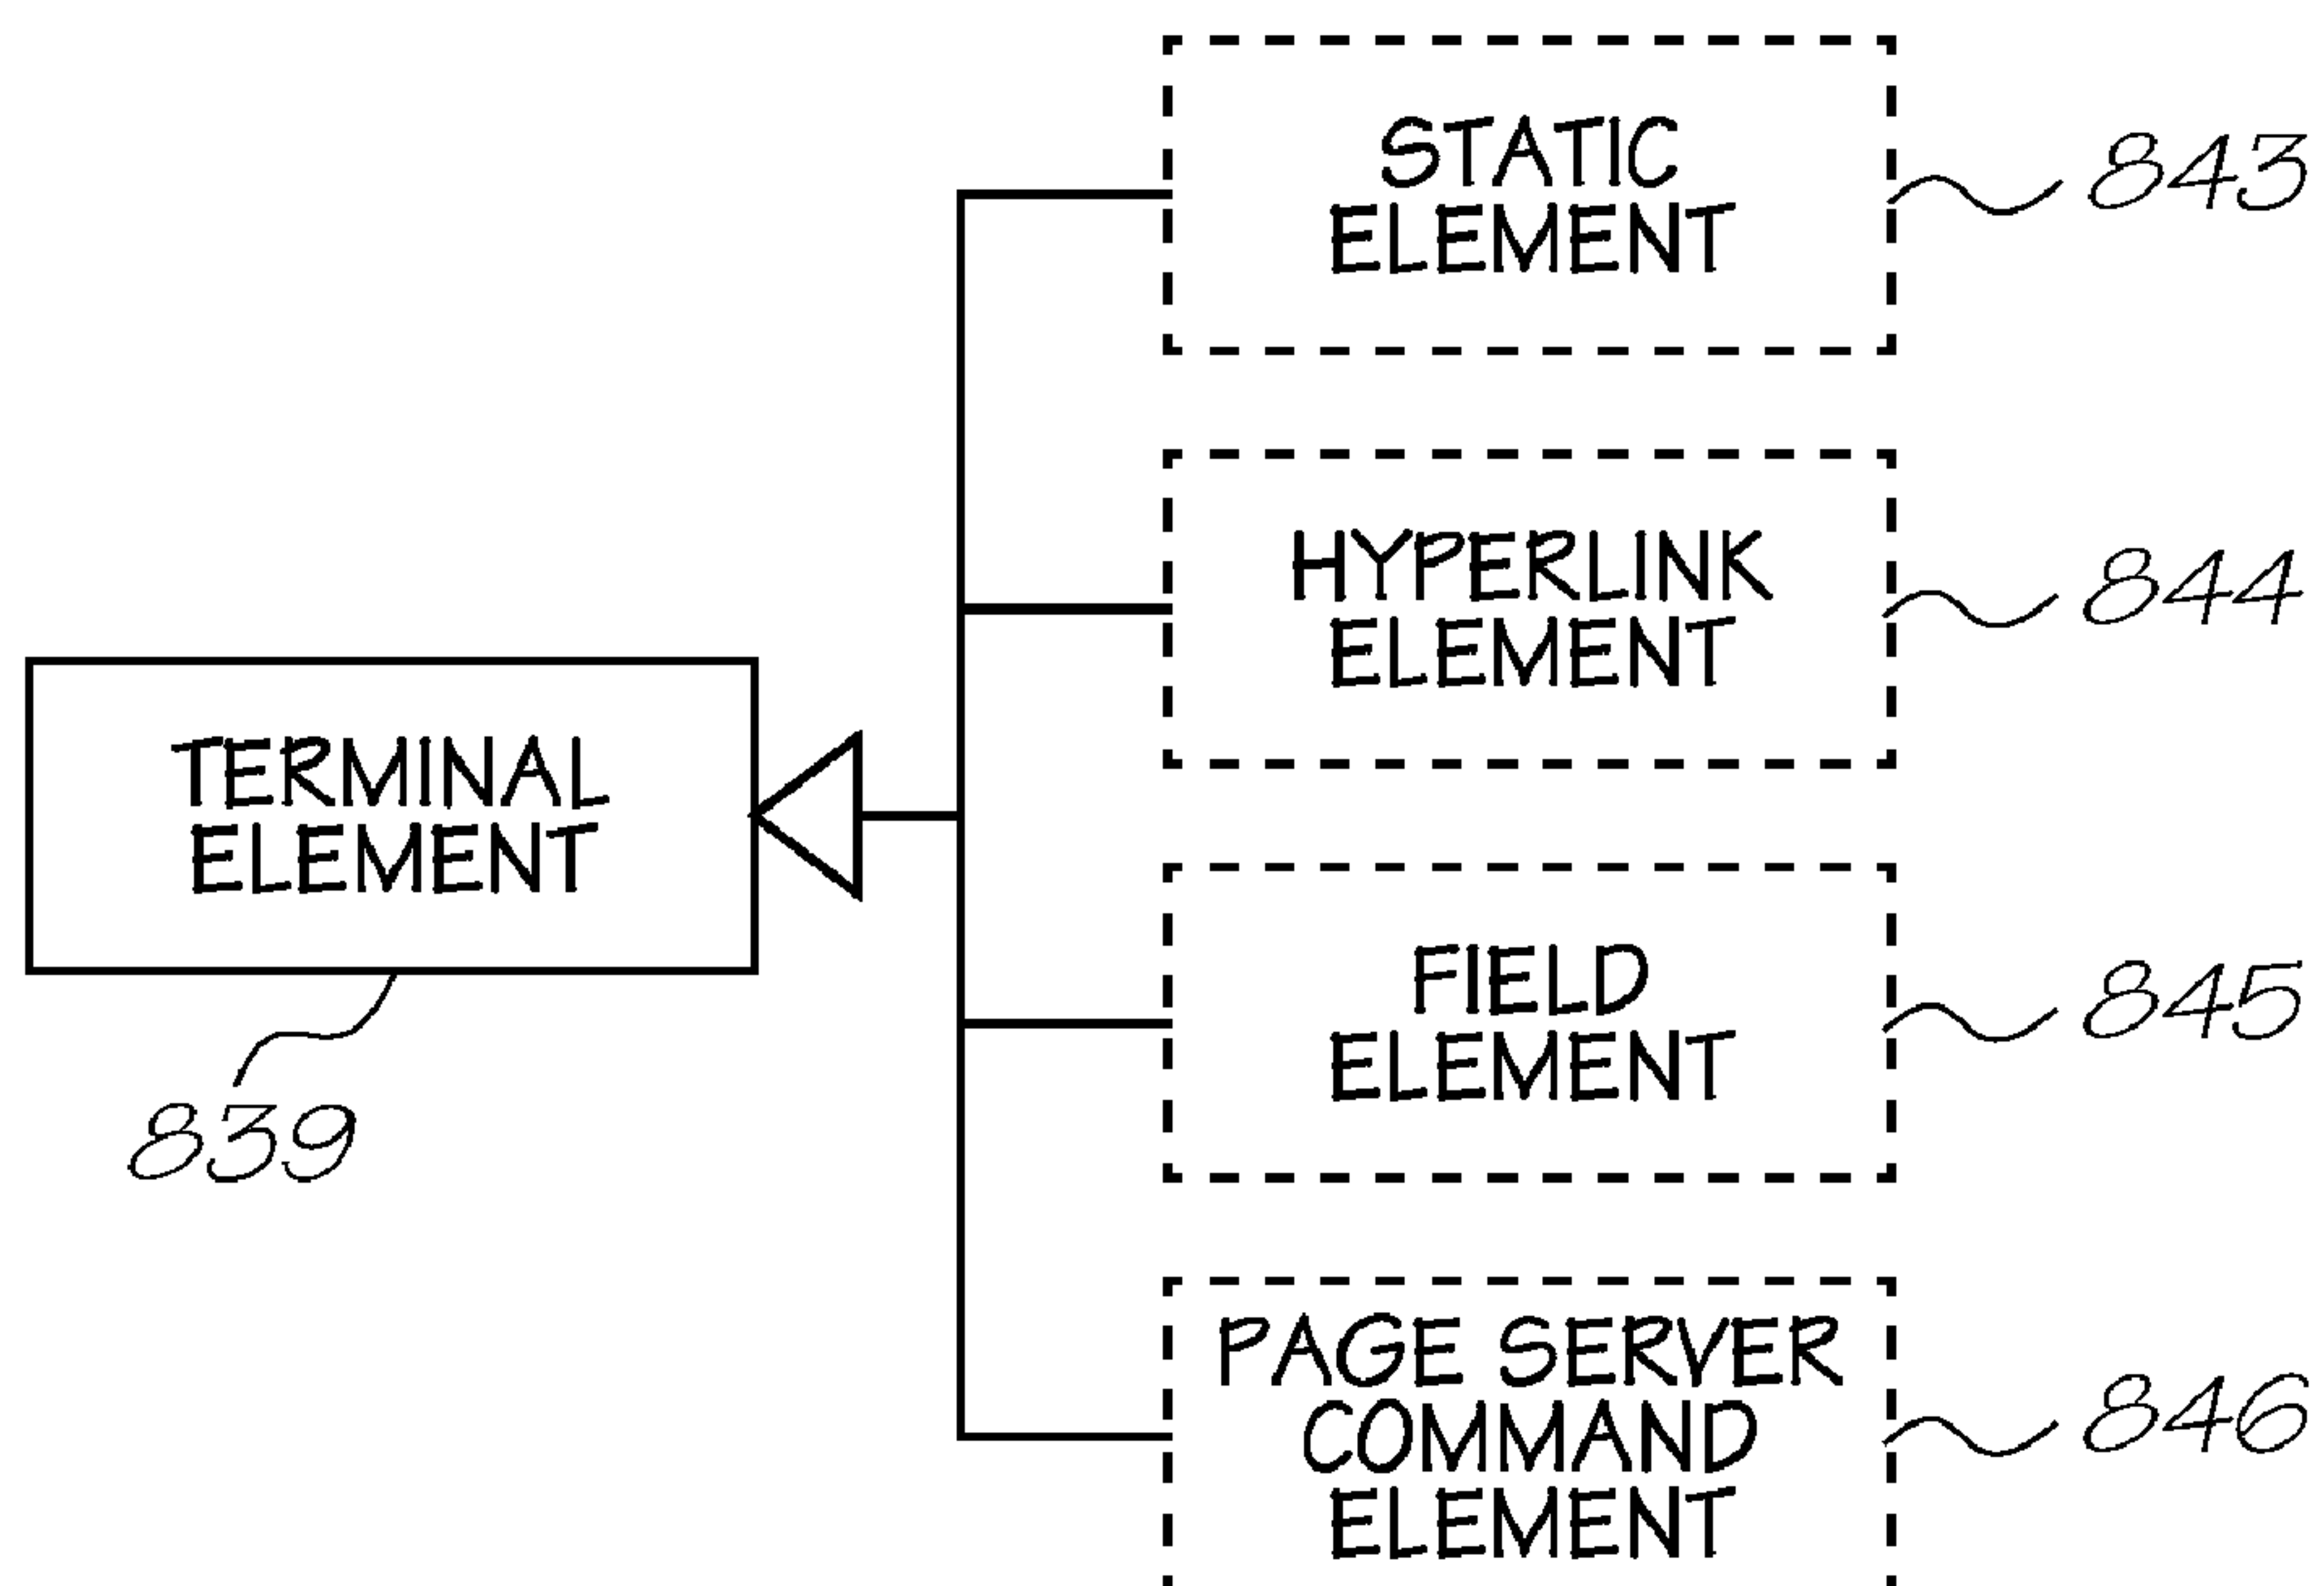 STATIC
ELEMENT
843
HYPERLINK
ELEMENT
844
TERMINAL
ELEMENT
839
FIELD
ELEMENT
845
PAGE SERVER
COMMAND
ELEMENT
846